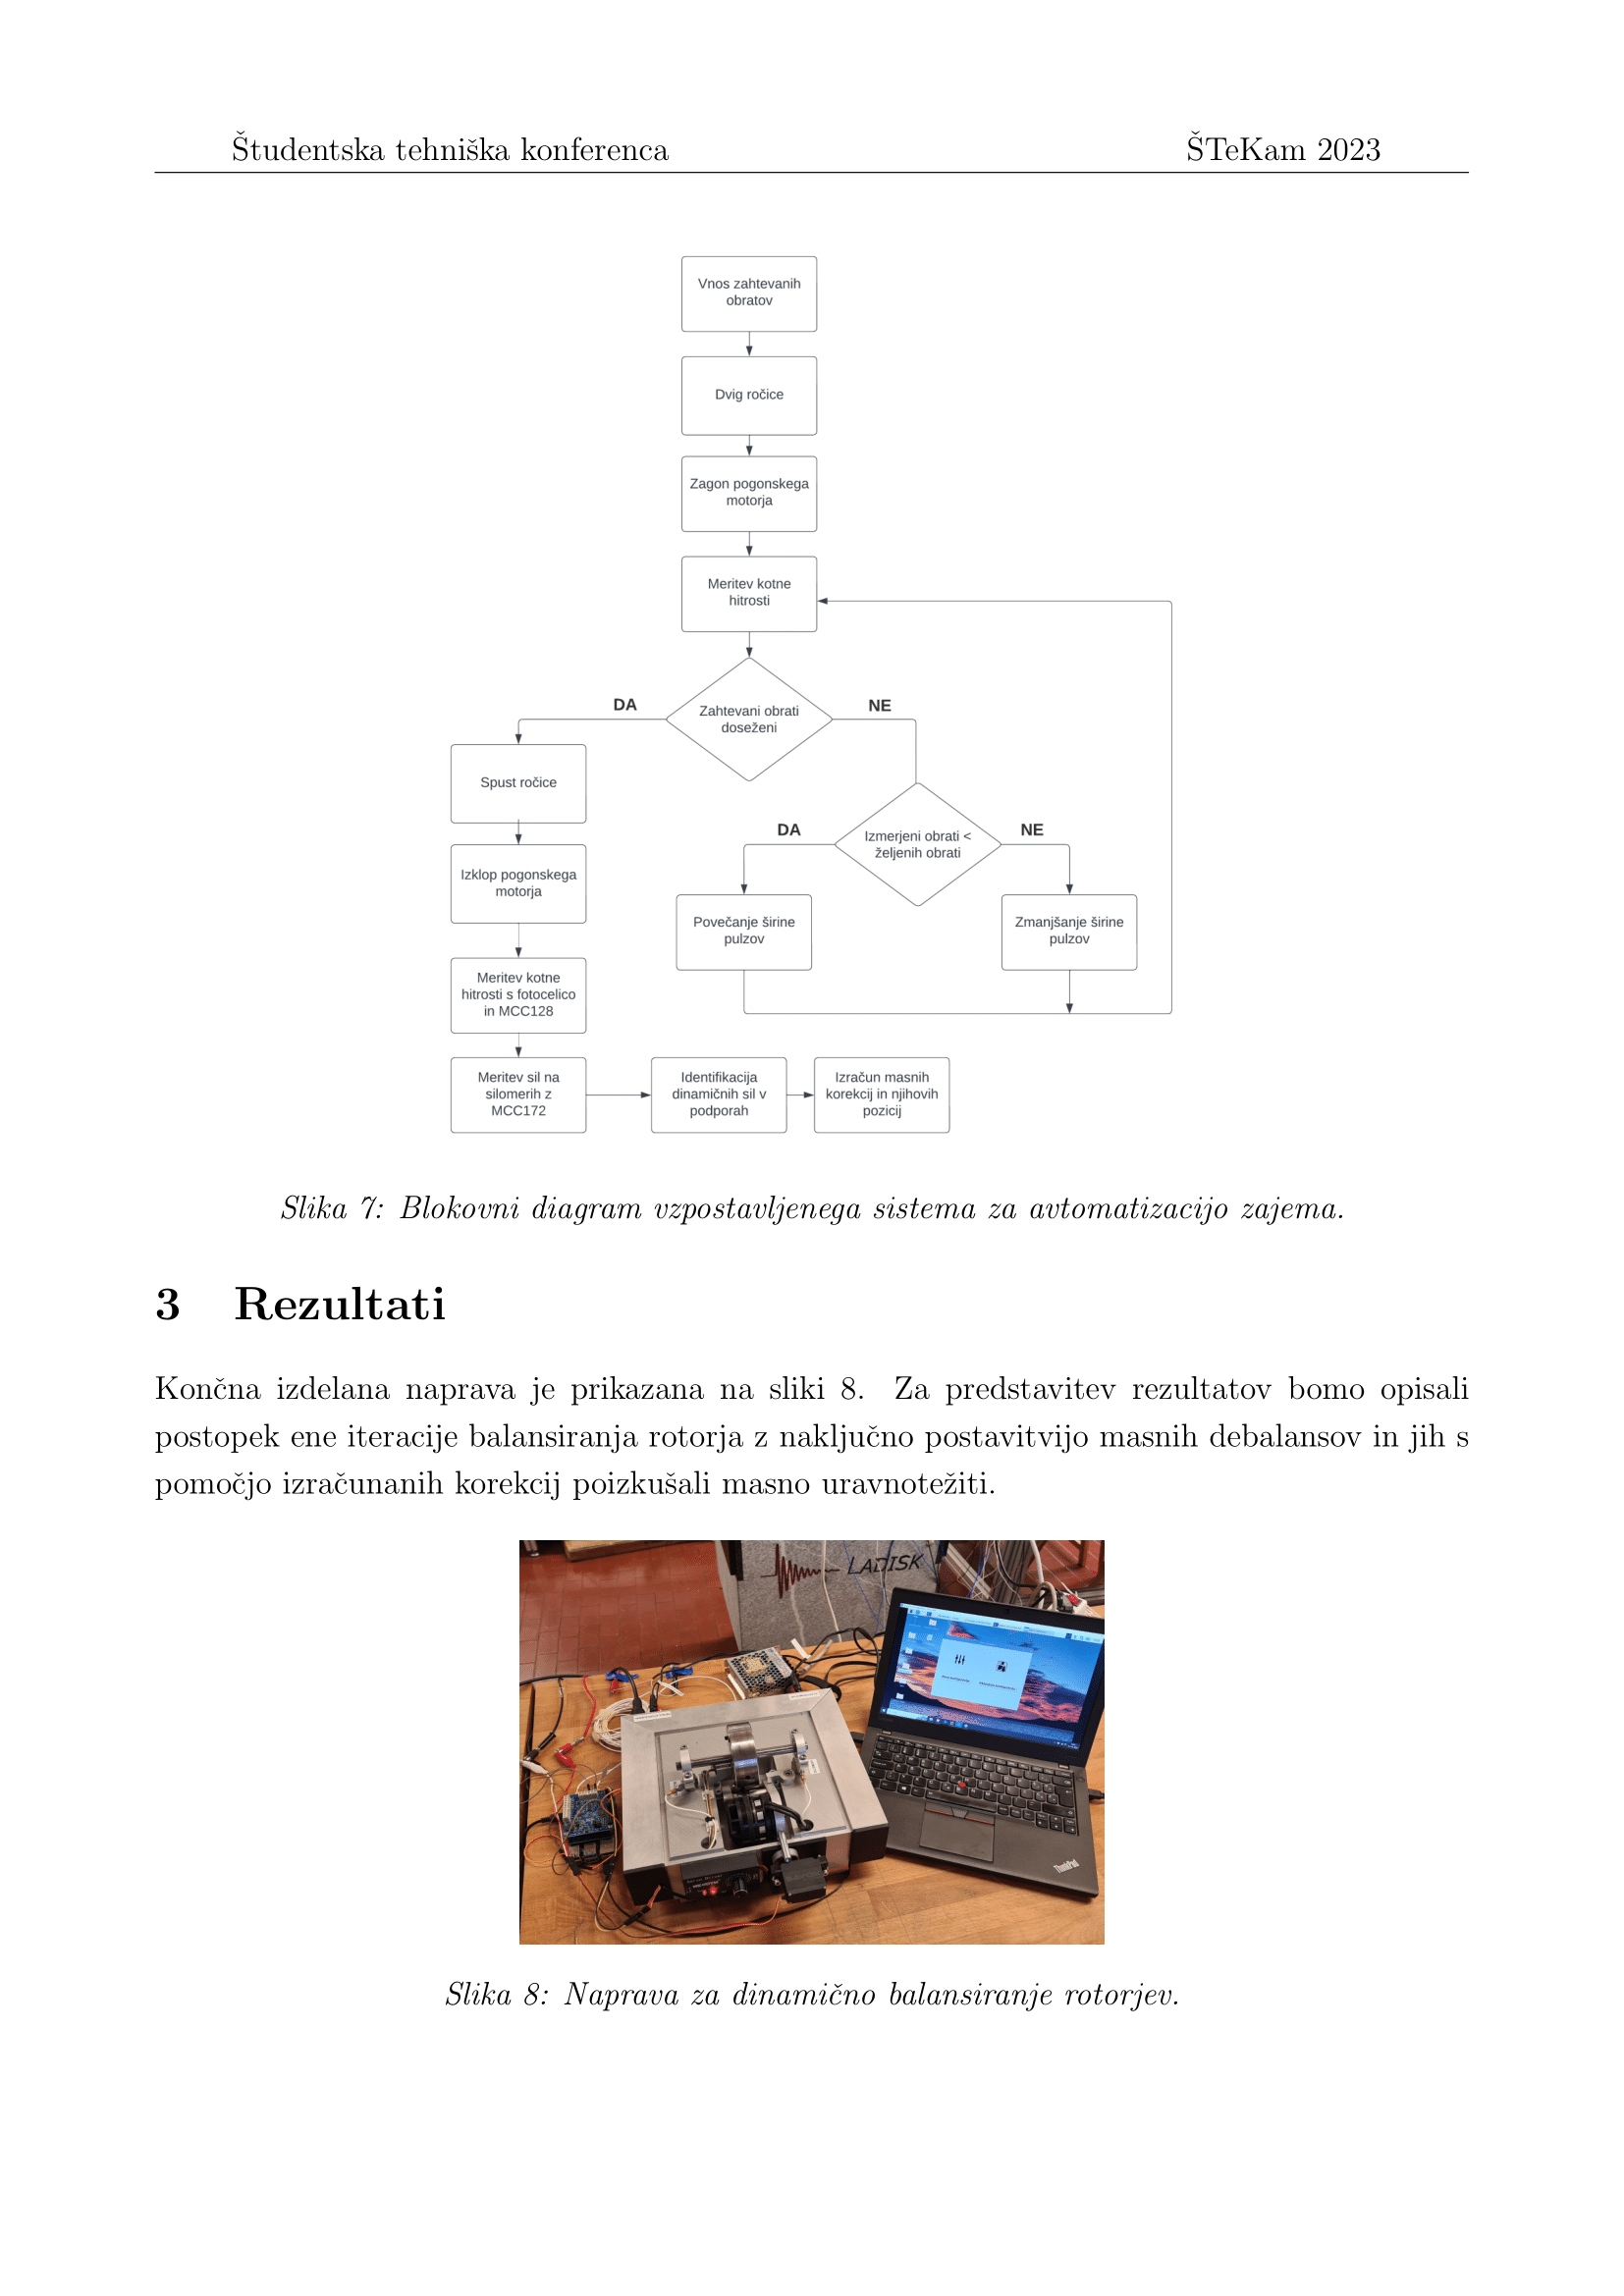 Študentska tehniška konferenca ŠTeKam 2023
Vnos zahtevanih
obratov
Dvig ročice
Zagon pogonskega
motorja
Meritev kotne
hitrosti
Zahtevani obrati
doseženi
DA
NE
Spust ročice
Izmerjeni obrati <
željenih obrati
DA
NE
Izklop pogonskega
motorja
Povečanje širine
pulzov
Zmanjšanje širine
pulzov
Meritev kotne
hitrosti s fotocelico
in MCC128
Meritev sil na
silomerih z
MCC172
Identifikacija
dinamičnih sil v
podporah
Izračun masnih
korekcij in njihovih
pozicij
Slika 7: Blokovni diagram vzpostavljenega sistema za avtomatizacijo zajema.
3 Rezultati
Končna izdelana naprava je prikazana na sliki 8. Za predstavitev rezultatov bomo opisali
postopek ene iteracije balansiranja rotorja z naključno postavitvijo masnih debalansov in jih s
pomočjo izračunanih korekcij poizkušali masno uravnotežiti.
LADISK
ThinkPad
Slika 8: Naprava za dinamično balansiranje rotorjev.